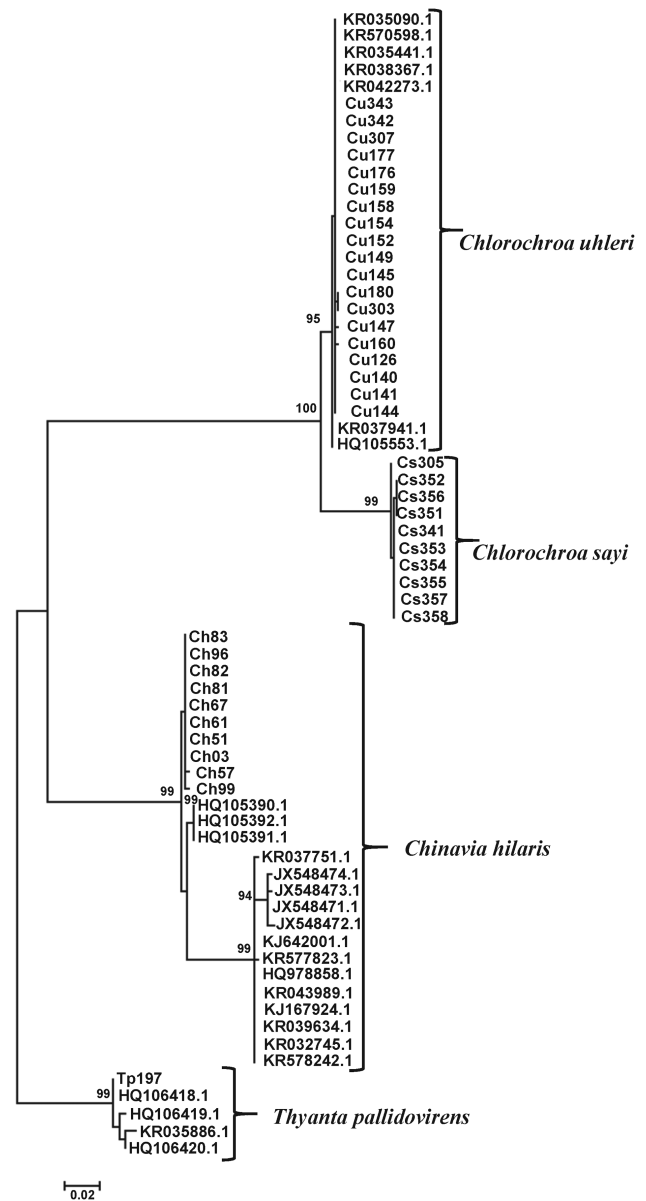 KR035090.1
KR570598.1
KR035441.1
KR038367.1
KR042273.1
Cu343
Cu342
Cu307
Cu177
Cu176
Cu159
Cu158
Cu154
Cu152
Chlorochroa uhleri
Cu149
Cu145
Cu180
Cu303
95
Cu147
Cu160
Cu126
Cu140
Cu141
100
Cu144
KR037941.1
HQ105553.1
Cs305
Cs352
Cs356
99
Cs351
Cs341
Cs353
Chlorochroa sayi
Cs354
Cs355
Cs357
Cs358
Ch83
Ch96
Ch82
Ch81
Ch67
Ch61
Ch51
Ch03
Ch57
Ch99
99
99
HQ105390.1
HQ105392.1
HQ105391.1
Chinavia hilaris
KR037751.1
JX548474.1
JX548473.1
94
JX548471.1
JX548472.1
KJ642001.1
99
KR577823.1
HQ978858.1
KR043989.1
KJ167924.1
KR039634.1
KR032745.1
KR578242.1
Tp197
99
HQ106418.1
HQ106419.1
Thyanta pallidovirens
KR035886.1
HQ106420.1
0.02